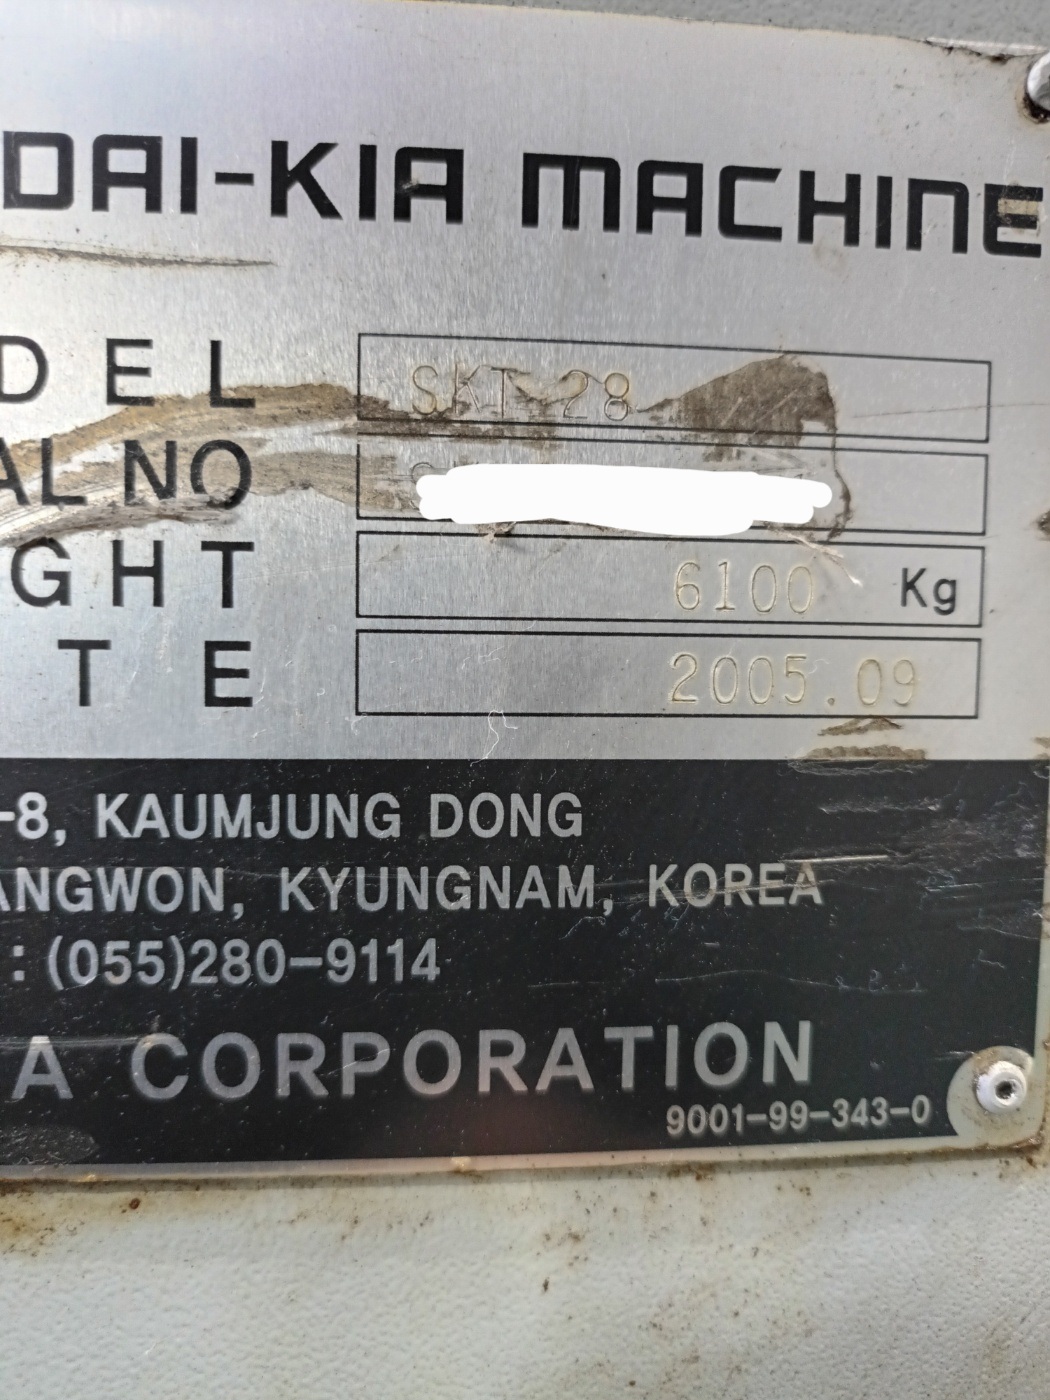 DAI-KIA MACHINE
DEL SKT-28
AL NO
GHT 6100 Kg
TE 2005.09
-8, KAUMJUNG DONG
ANGWON, KYUNGNAM, KOREA
: (055)280-9114
A CORPORATION
9001-99-343-0